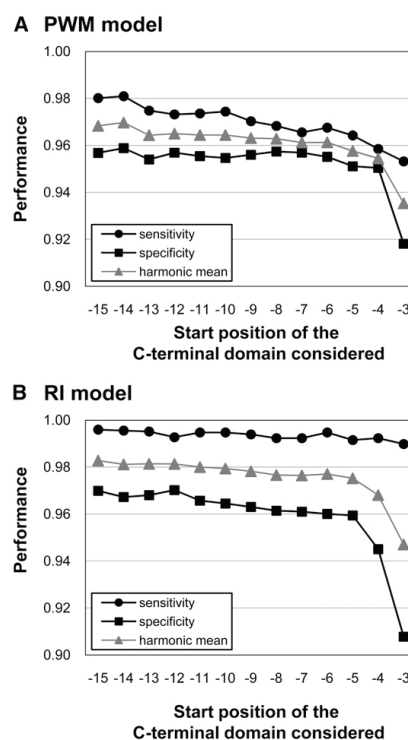 A PWM model
1.00
0.98
0.96
0.94
0.92
0.90
Performance
sensitivity
specificity
harmonic mean
-15 -14 -13 -12 -11 -10 -9 -8 -7 -6 -5 -4 -3
Start position of the
C-terminal domain considered
B RI model
1.00
0.98
0.96
0.94
0.92
0.90
Performance
sensitivity
specificity
harmonic mean
-15 -14 -13 -12 -11 -10 -9 -8 -7 -6 -5 -4 -3
Start position of the
C-terminal domain considered